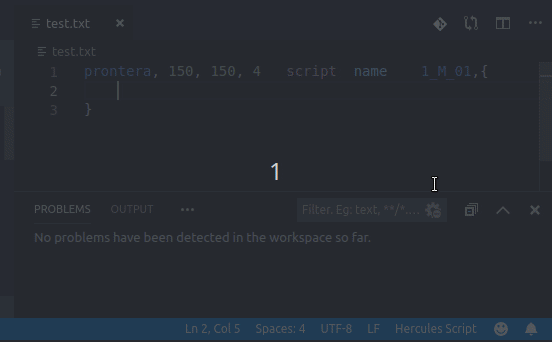 test.txt
test.txt
1 prontera, 150, 150, 4 script name 1_M_01,{
2
3 }
1
PROBLEMS OUTPUT
Filter. Eg: text, **/*....
No problems have been detected in the workspace so far.
Ln 2, Col 5 Spaces: 4 UTF-8 LF Hercules Script